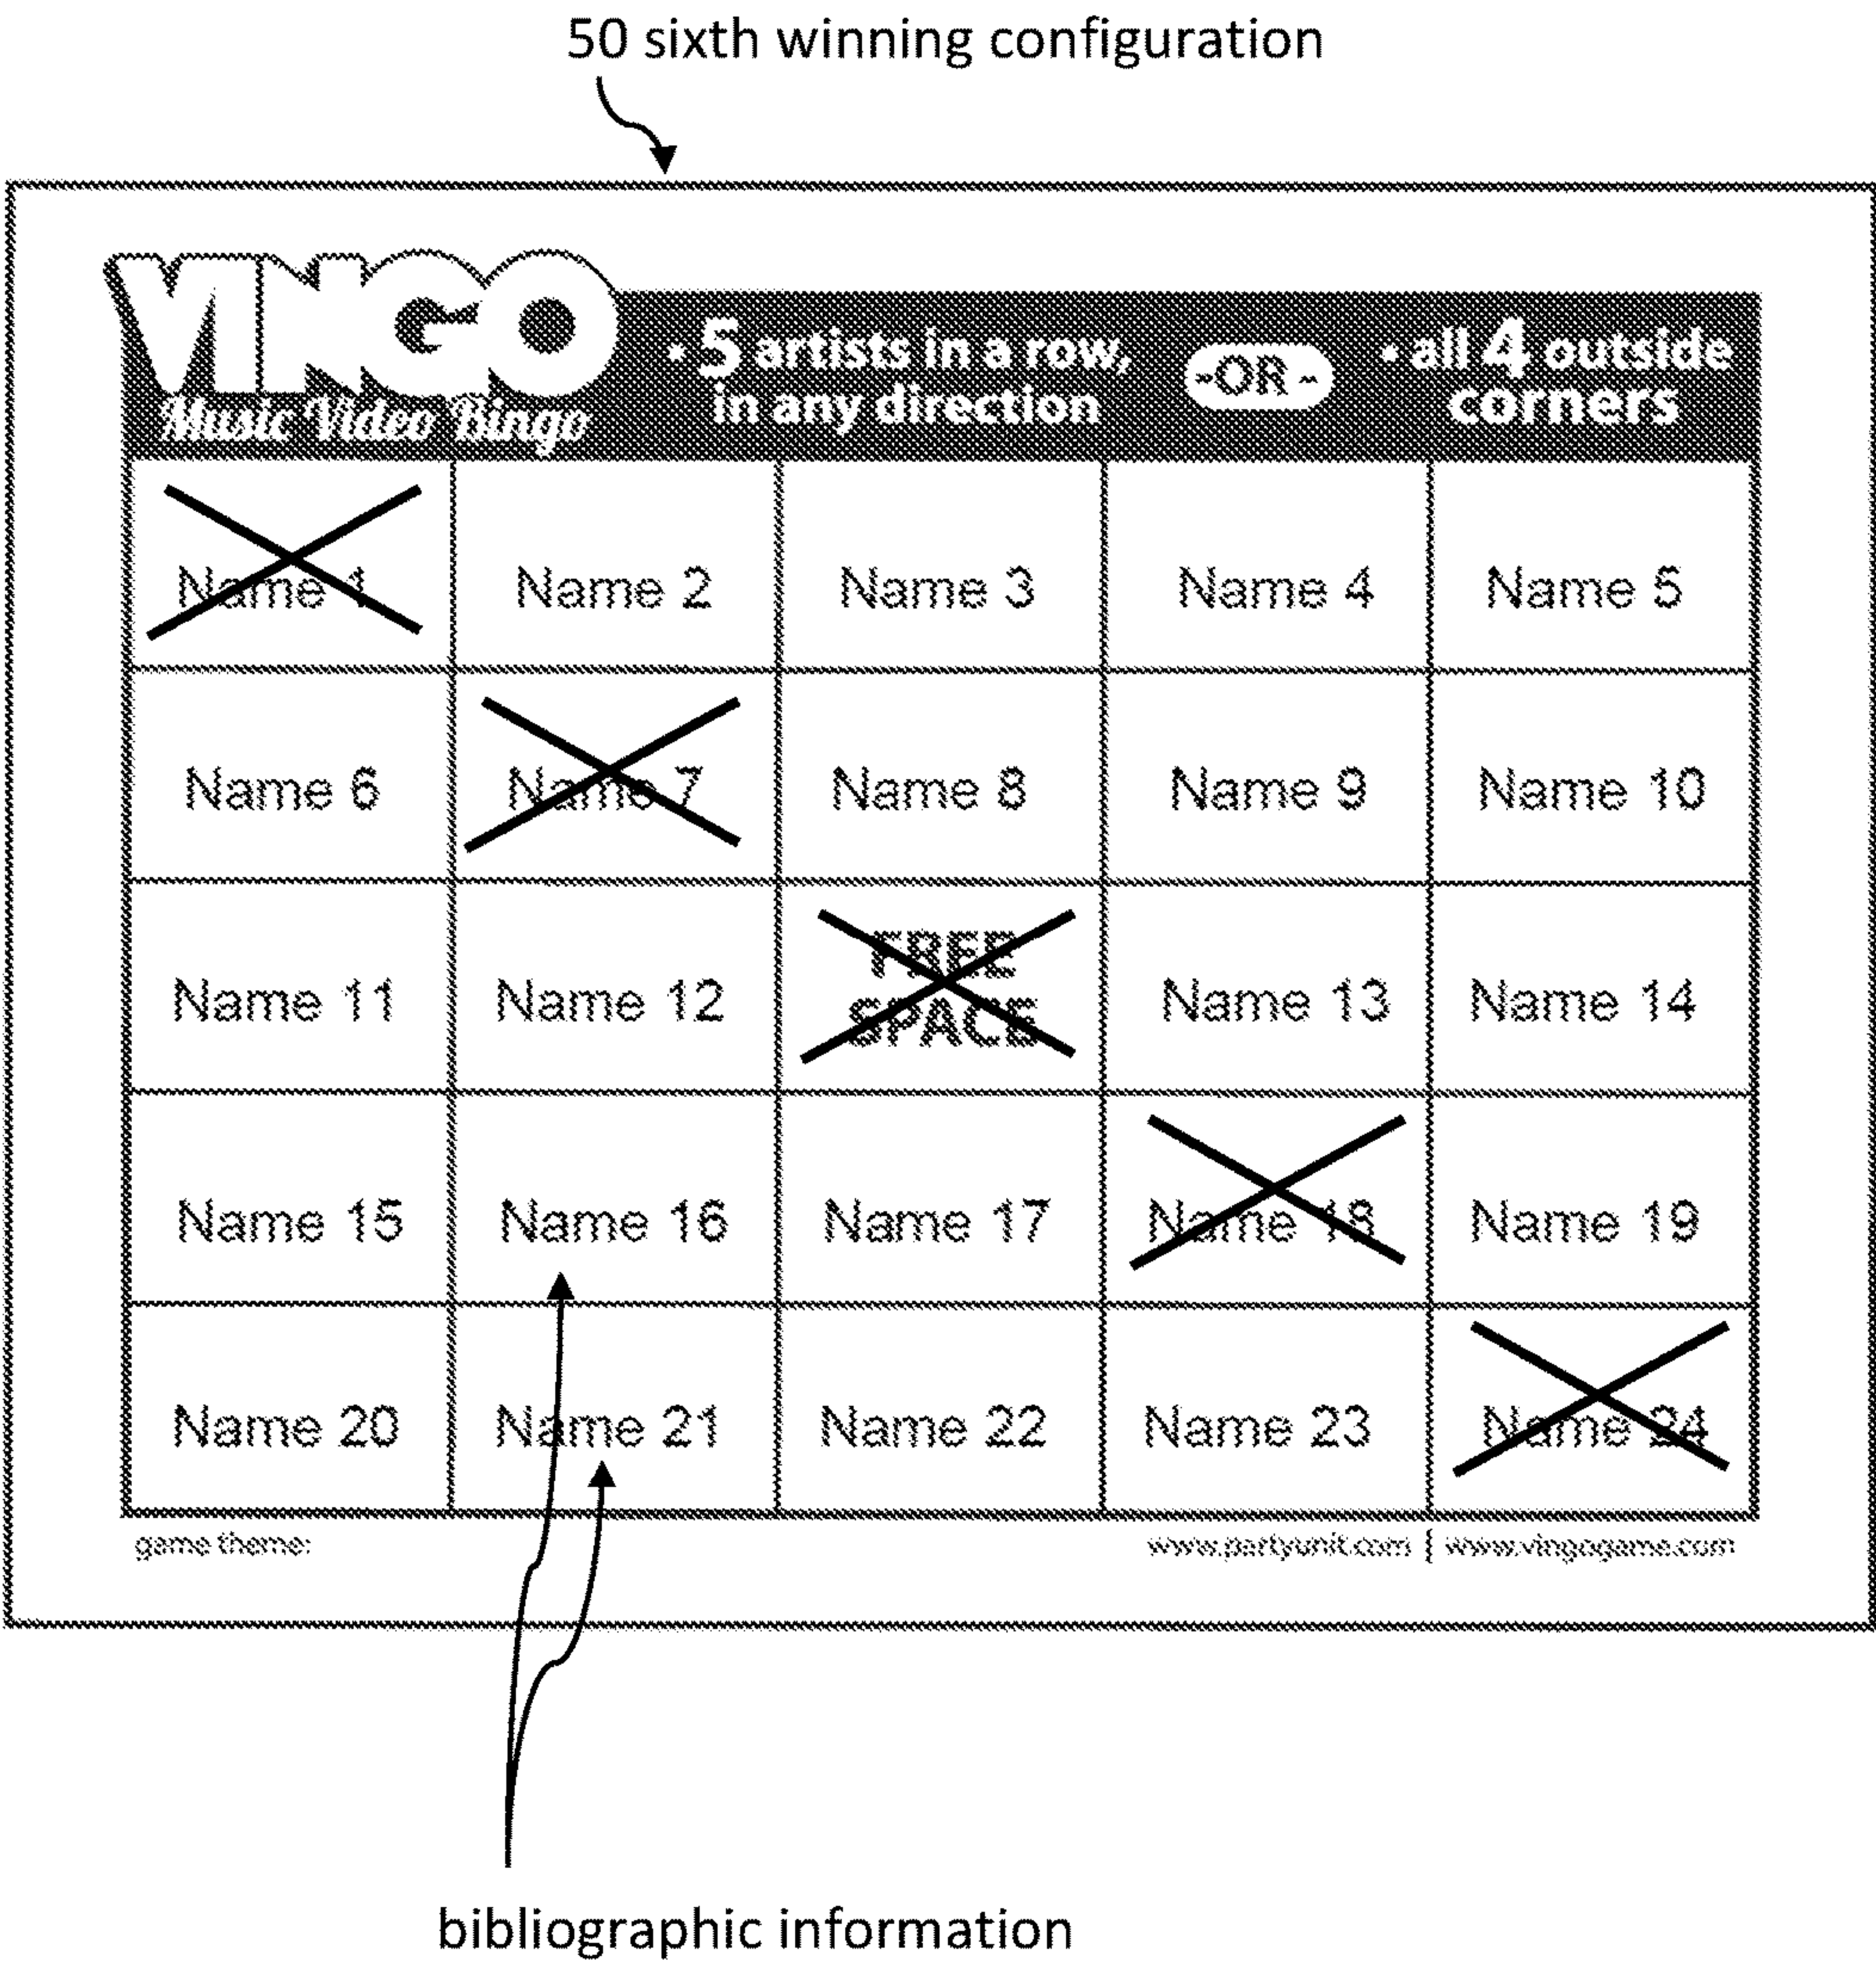 50 sixth winning configuration
VINGO
Music Video Bingo
• 5 artists in a row,
in any direction
-OR-
• all 4 outside
corners
Name 1 Name 2 Name 3 Name 4 Name 5
Name 6 Name 7 Name 8 Name 9 Name 10
Name 11 Name 12 FREE SPACE Name 13 Name 14
Name 15 Name 16 Name 17 Name 18 Name 19
Name 20 Name 21 Name 22 Name 23 Name 24
game theme: www.partyunit.com | www.vingogame.com
bibliographic information